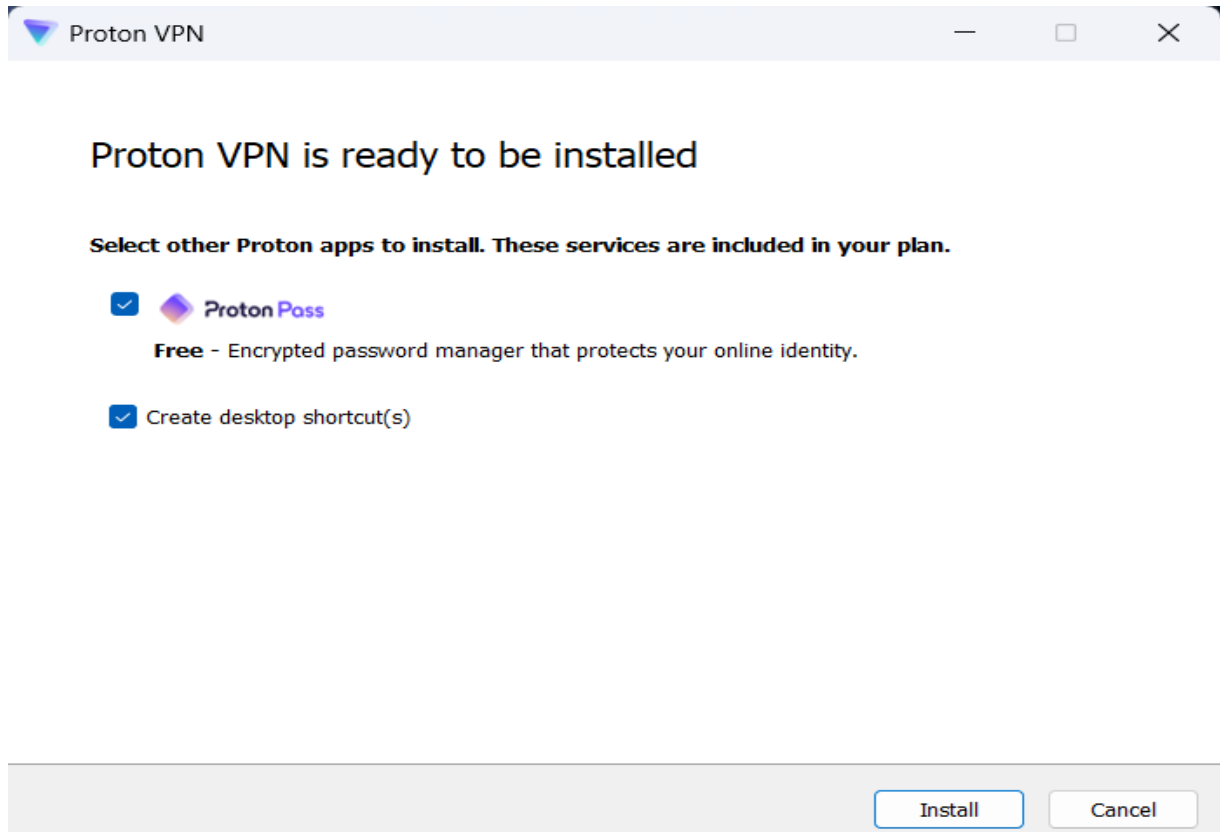 Proton VPN
Proton VPN is ready to be installed
Select other Proton apps to install. These services are included in your plan.
Proton Pass
Free - Encrypted password manager that protects your online identity.
Create desktop shortcut(s)
Install Cancel